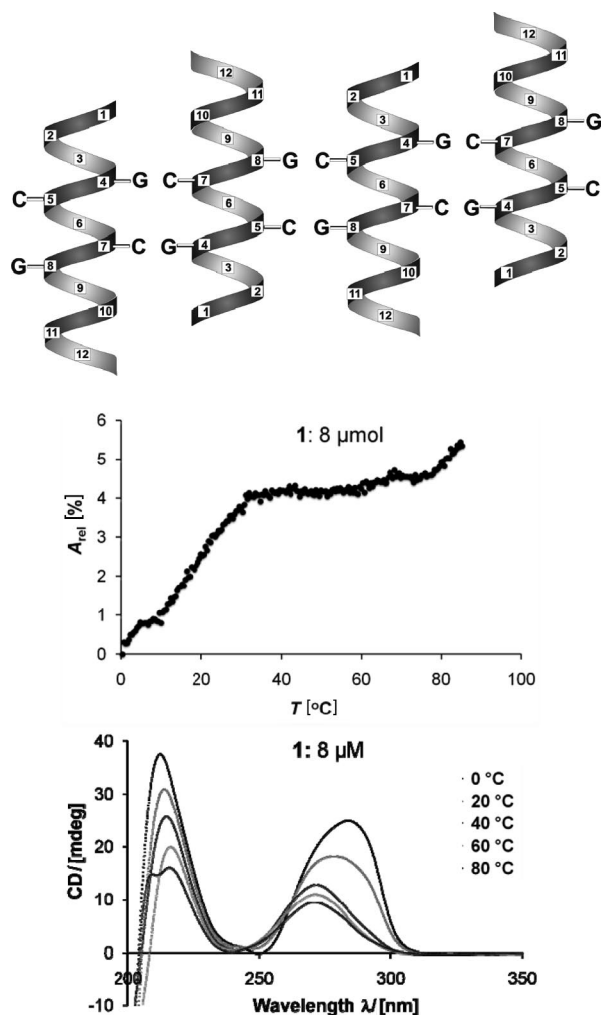 1
2
3
4 G
C 5
6
7 C
G 8
9
10
11
12
12
11
10
9
8 G
C 7
6
5 C
G 4
3
2
1
1
2
3
4 G
C 5
6
7 C
G 8
9
10
11
12
12
11
10
9
8 G
C 7
6
5 C
G 4
3
2
1
1: 8 µmol
A rel [%]
6
5
4
3
2
1
0
0 20 40 60 80 100
T [°C]
1: 8 µM
CD/[mdeg]
40
30
20
10
0
-10
0 °C
20 °C
40 °C
60 °C
80 °C
200 250 300 350
Wavelength λ/[nm]